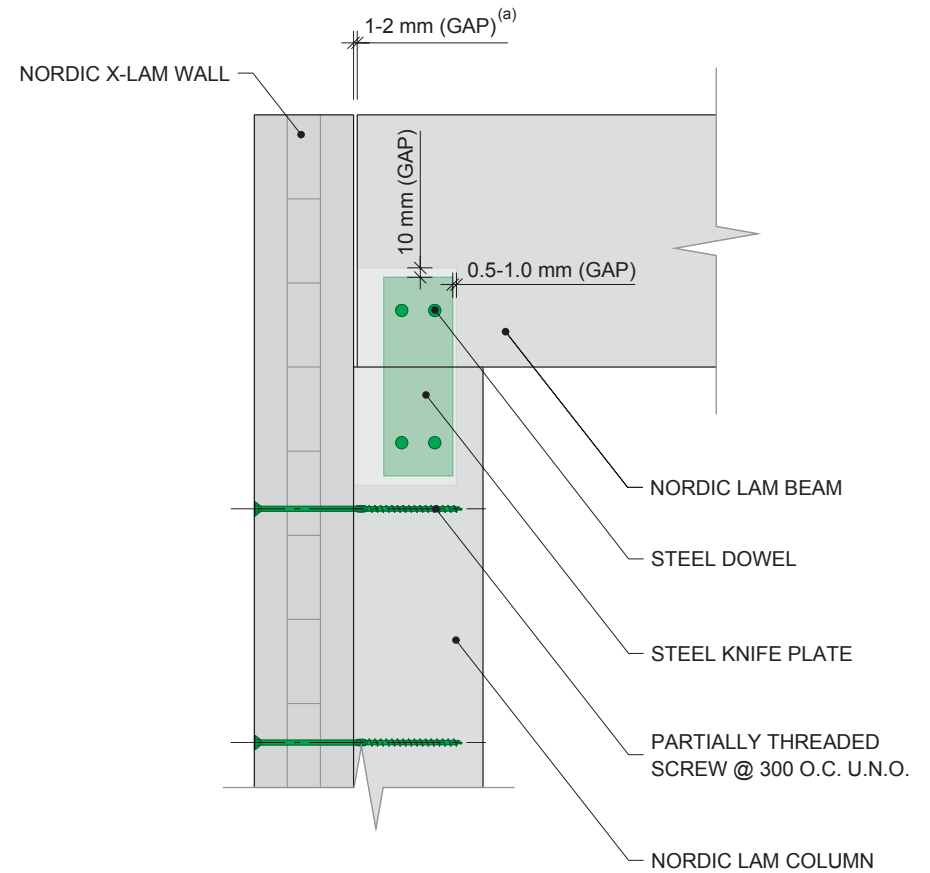 1-2 mm (GAP)(a)
NORDIC X-LAM WALL
10 mm (GAP)
0.5-1.0 mm (GAP)
NORDIC LAM BEAM
STEEL DOWEL
STEEL KNIFE PLATE
PARTIALLY THREADED
SCREW @ 300 O.C. U.N.O.
NORDIC LAM COLUMN